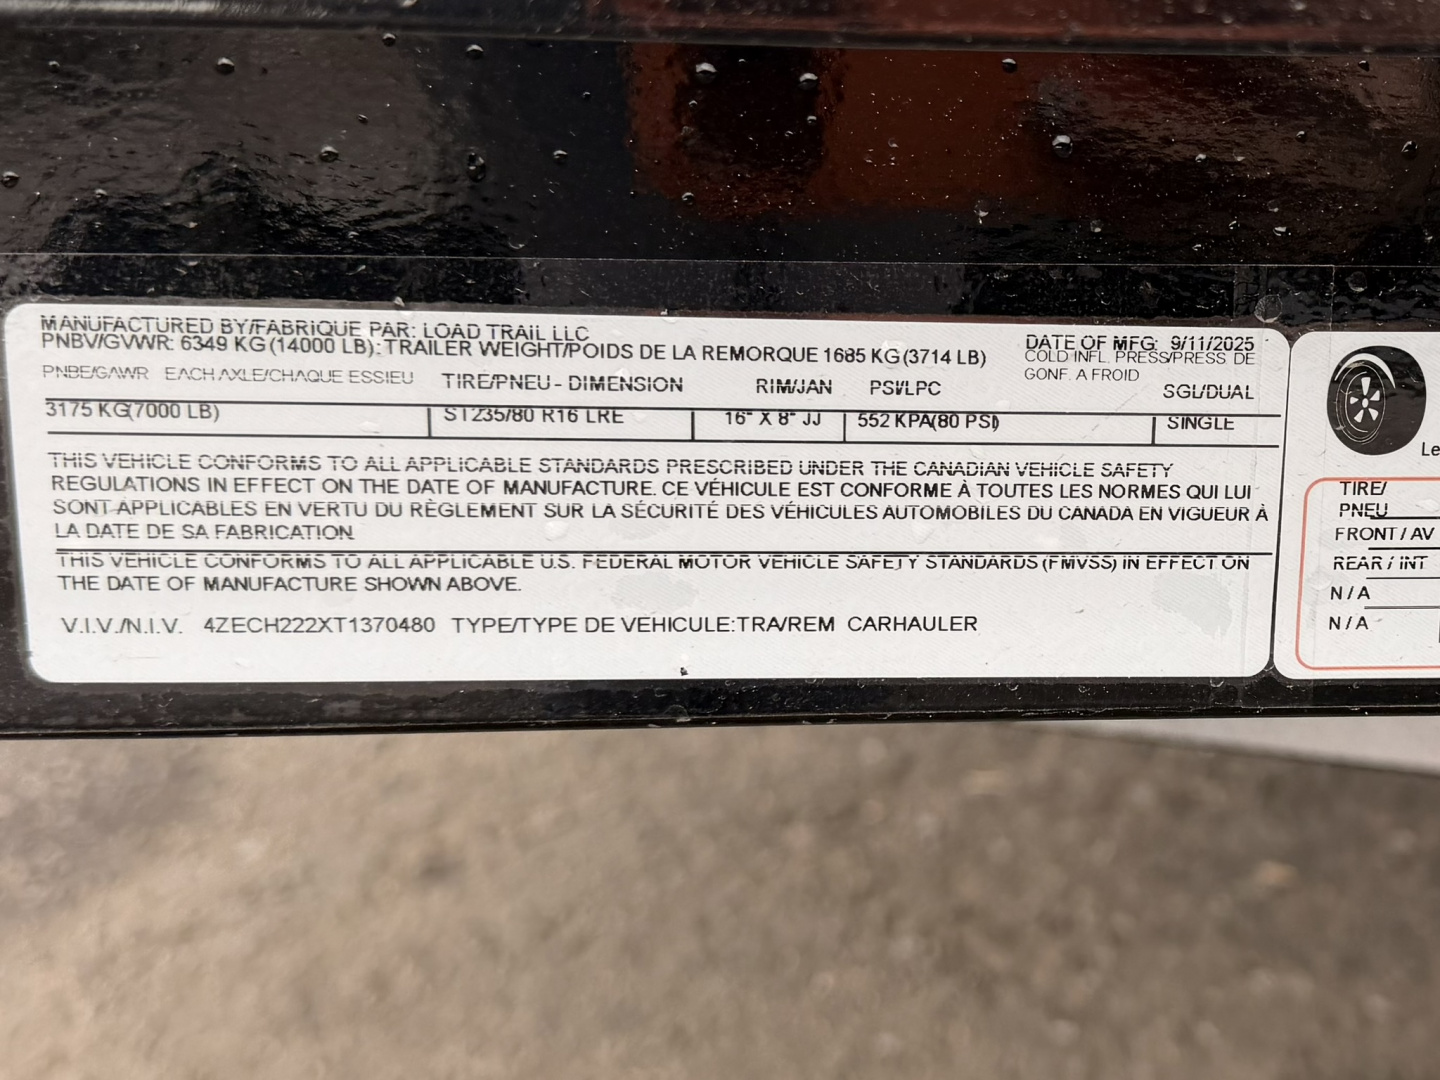 MANUFACTURED BY/FABRIQUE PAR: LOAD TRAIL LLC
PNBV/GVWR: 6349 KG(14000 LB): TRAILER WEIGHT/POIDS DE LA REMORQUE 1685 KG(3714 LB)
DATE OF MFG: 9/11/2025
COLD INFL. PRESS/PRESS. DE
GONF. A FROID
PNBE/GAWR EACH AXLE/CHAQUE ESSIEU TIRE/PNEU - DIMENSION RIM/JAN PSI/LPC SGL/DUAL
3175 KG(7000 LB) ST235/80 R16 LRE 16" X 8" JJ 552 KPA(80 PSI) SINGLE
THIS VEHICLE CONFORMS TO ALL APPLICABLE STANDARDS PRESCRIBED UNDER THE CANADIAN VEHICLE SAFETY
REGULATIONS IN EFFECT ON THE DATE OF MANUFACTURE. CE VÉHICULE EST CONFORME À TOUTES LES NORMES QUI LUI
SONT APPLICABLES EN VERTU DU RÈGLEMENT SUR LA SÉCURITÉ DES VÉHICULES AUTOMOBILES DU CANADA EN VIGUEUR À
LA DATE DE SA FABRICATION.
THIS VEHICLE CONFORMS TO ALL APPLICABLE U.S. FEDERAL MOTOR VEHICLE SAFETY STANDARDS (FMVSS) IN EFFECT ON
THE DATE OF MANUFACTURE SHOWN ABOVE.
V.I.V./N.I.V. 4ZECH222XT1370480 TYPE/TYPE DE VEHICULE:TRA/REM CARHAULER
Le
TIRE/
PNEU
FRONT / AV
REAR / INT
N / A
N / A